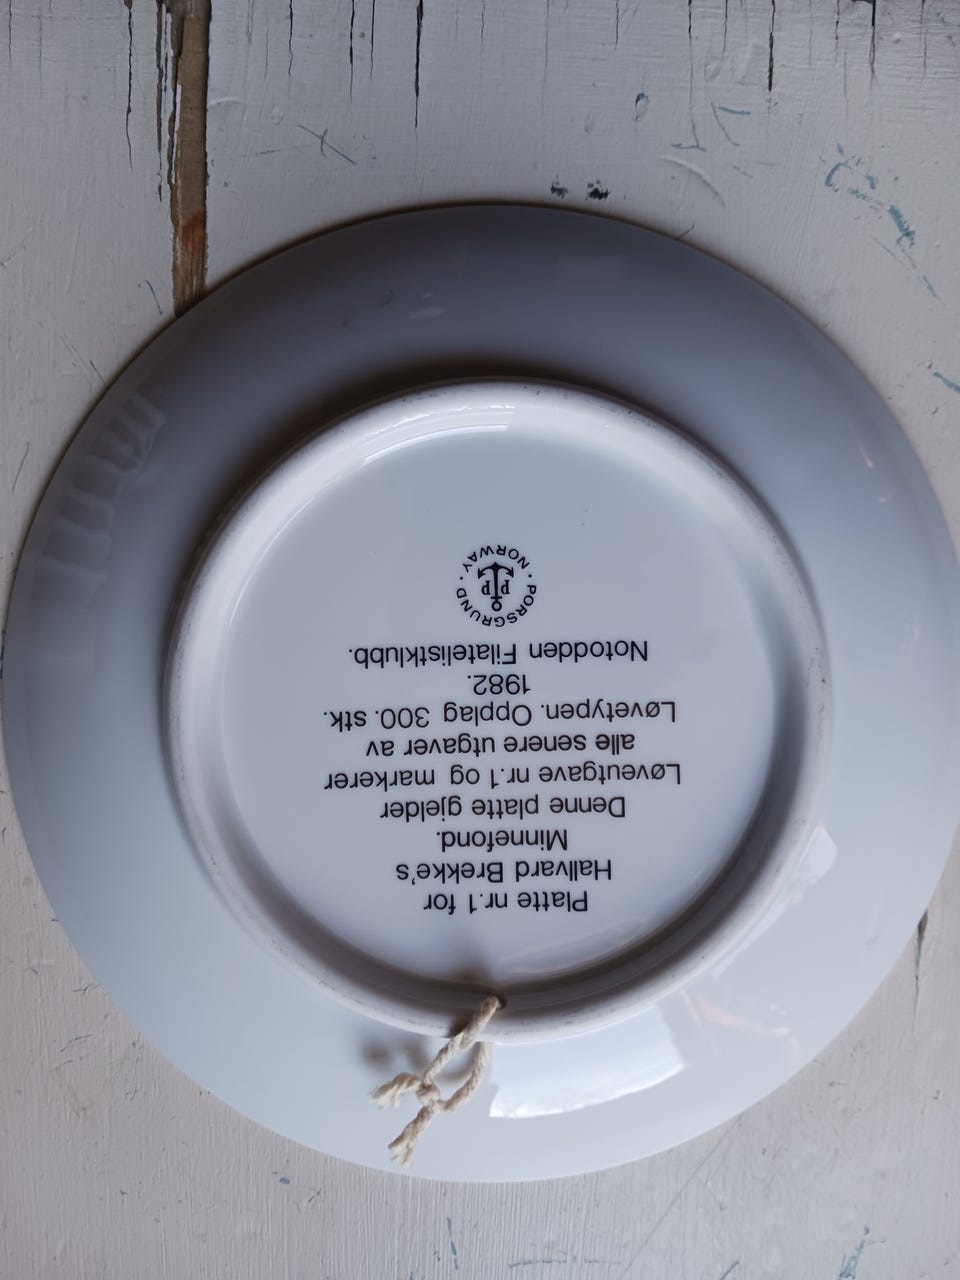 Platte nr.1 for
Hallvard Brekke's
Minnefond.
Denne platte gjelder
Løveutgave nr.1 og markerer
alle senere utgaver av
Løvetypen. Opplag 300. stk.
1982.
Notodden Filatelistklubb.
PORSGRUND
PP
NORWAY